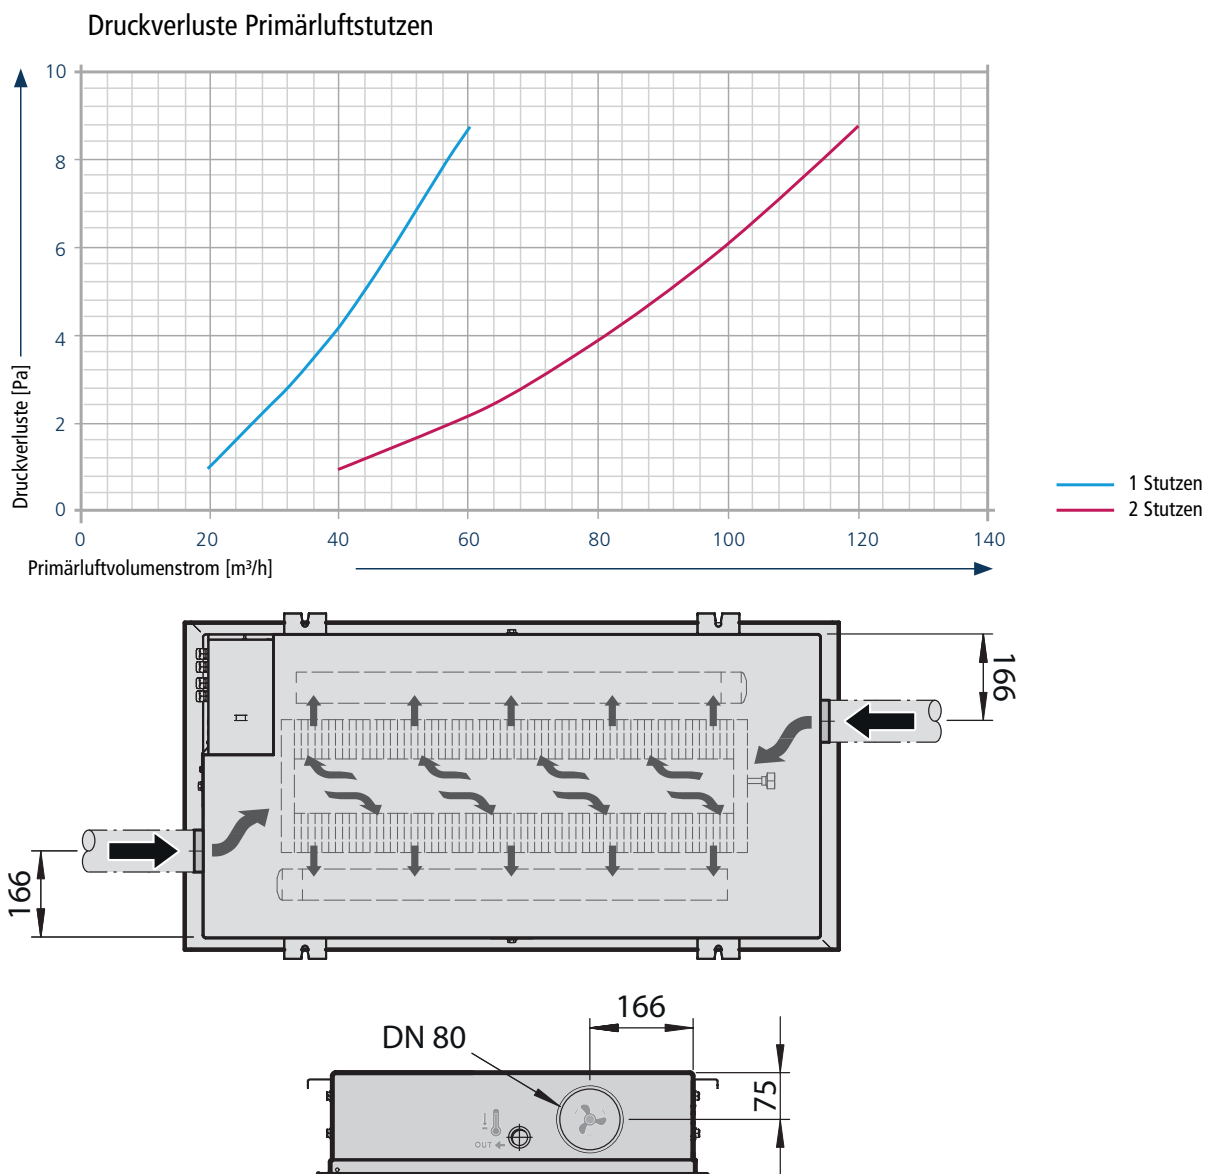 Druckverluste Primärluftstutzen
10
8
6
4
2
0
Druckverluste [Pa]
0 20 40 60 80 100 120 140
Primärluftvolumenstrom [m³/h]
1 Stutzen
2 Stutzen
166
166
166
DN 80
75
OUT